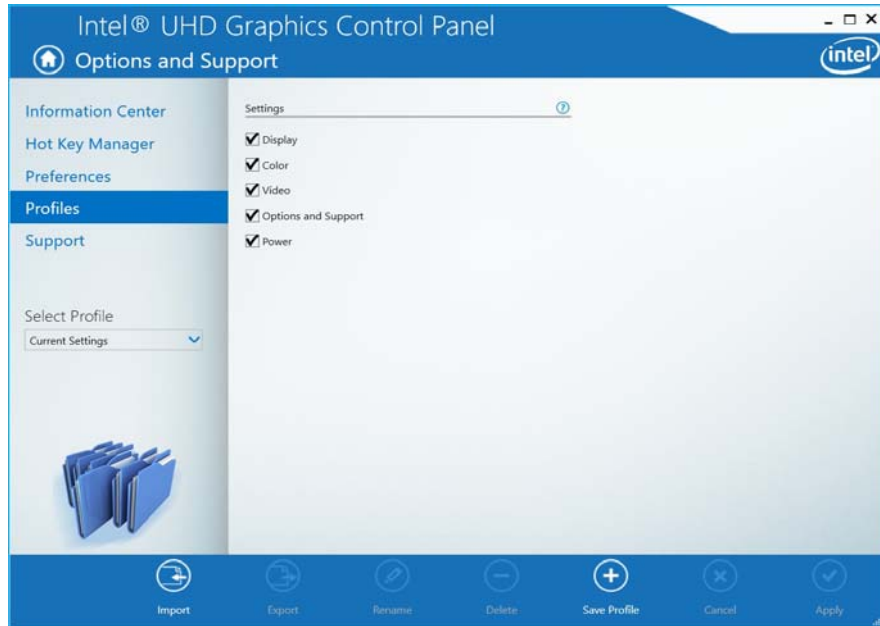 Intel® UHD Graphics Control Panel
Options and Support
intel
Information Center
Hot Key Manager
Preferences
Profiles
Support
Select Profile
Current Settings
Settings
Display
Color
Video
Options and Support
Power
Import
Export
Rename
Delete
Save Profile
Cancel
Apply